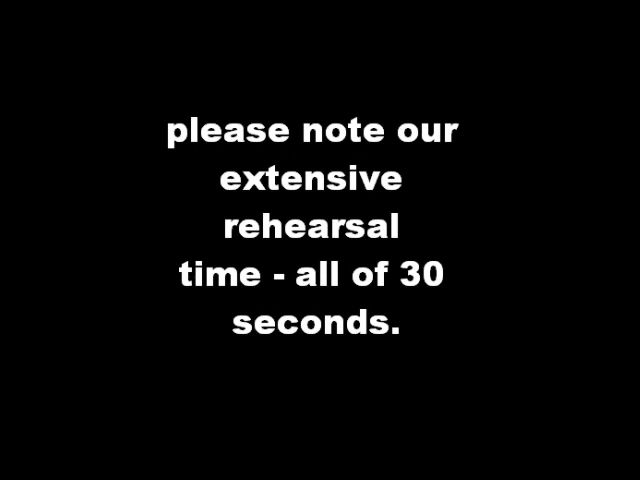 please note our
extensive
rehearsal
time - all of 30
seconds.